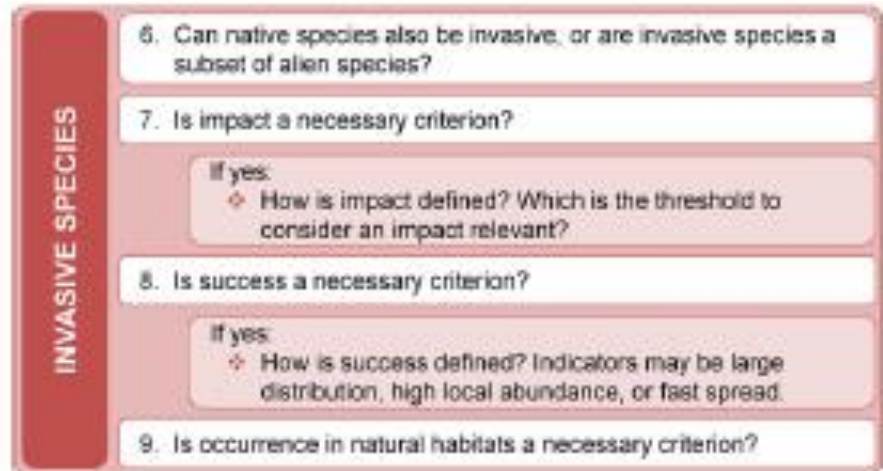 INVASIVE SPECIES
6. Can native species also be invasive, or are invasive species a
subset of alien species?
7. Is impact a necessary criterion?
If yes:
❖ How is impact defined? Which is the threshold to
consider an impact relevant?
8. Is success a necessary criterion?
If yes:
❖ How is success defined? Indicators may be large
distribution, high local abundance, or fast spread.
9. Is occurrence in natural habitats a necessary criterion?